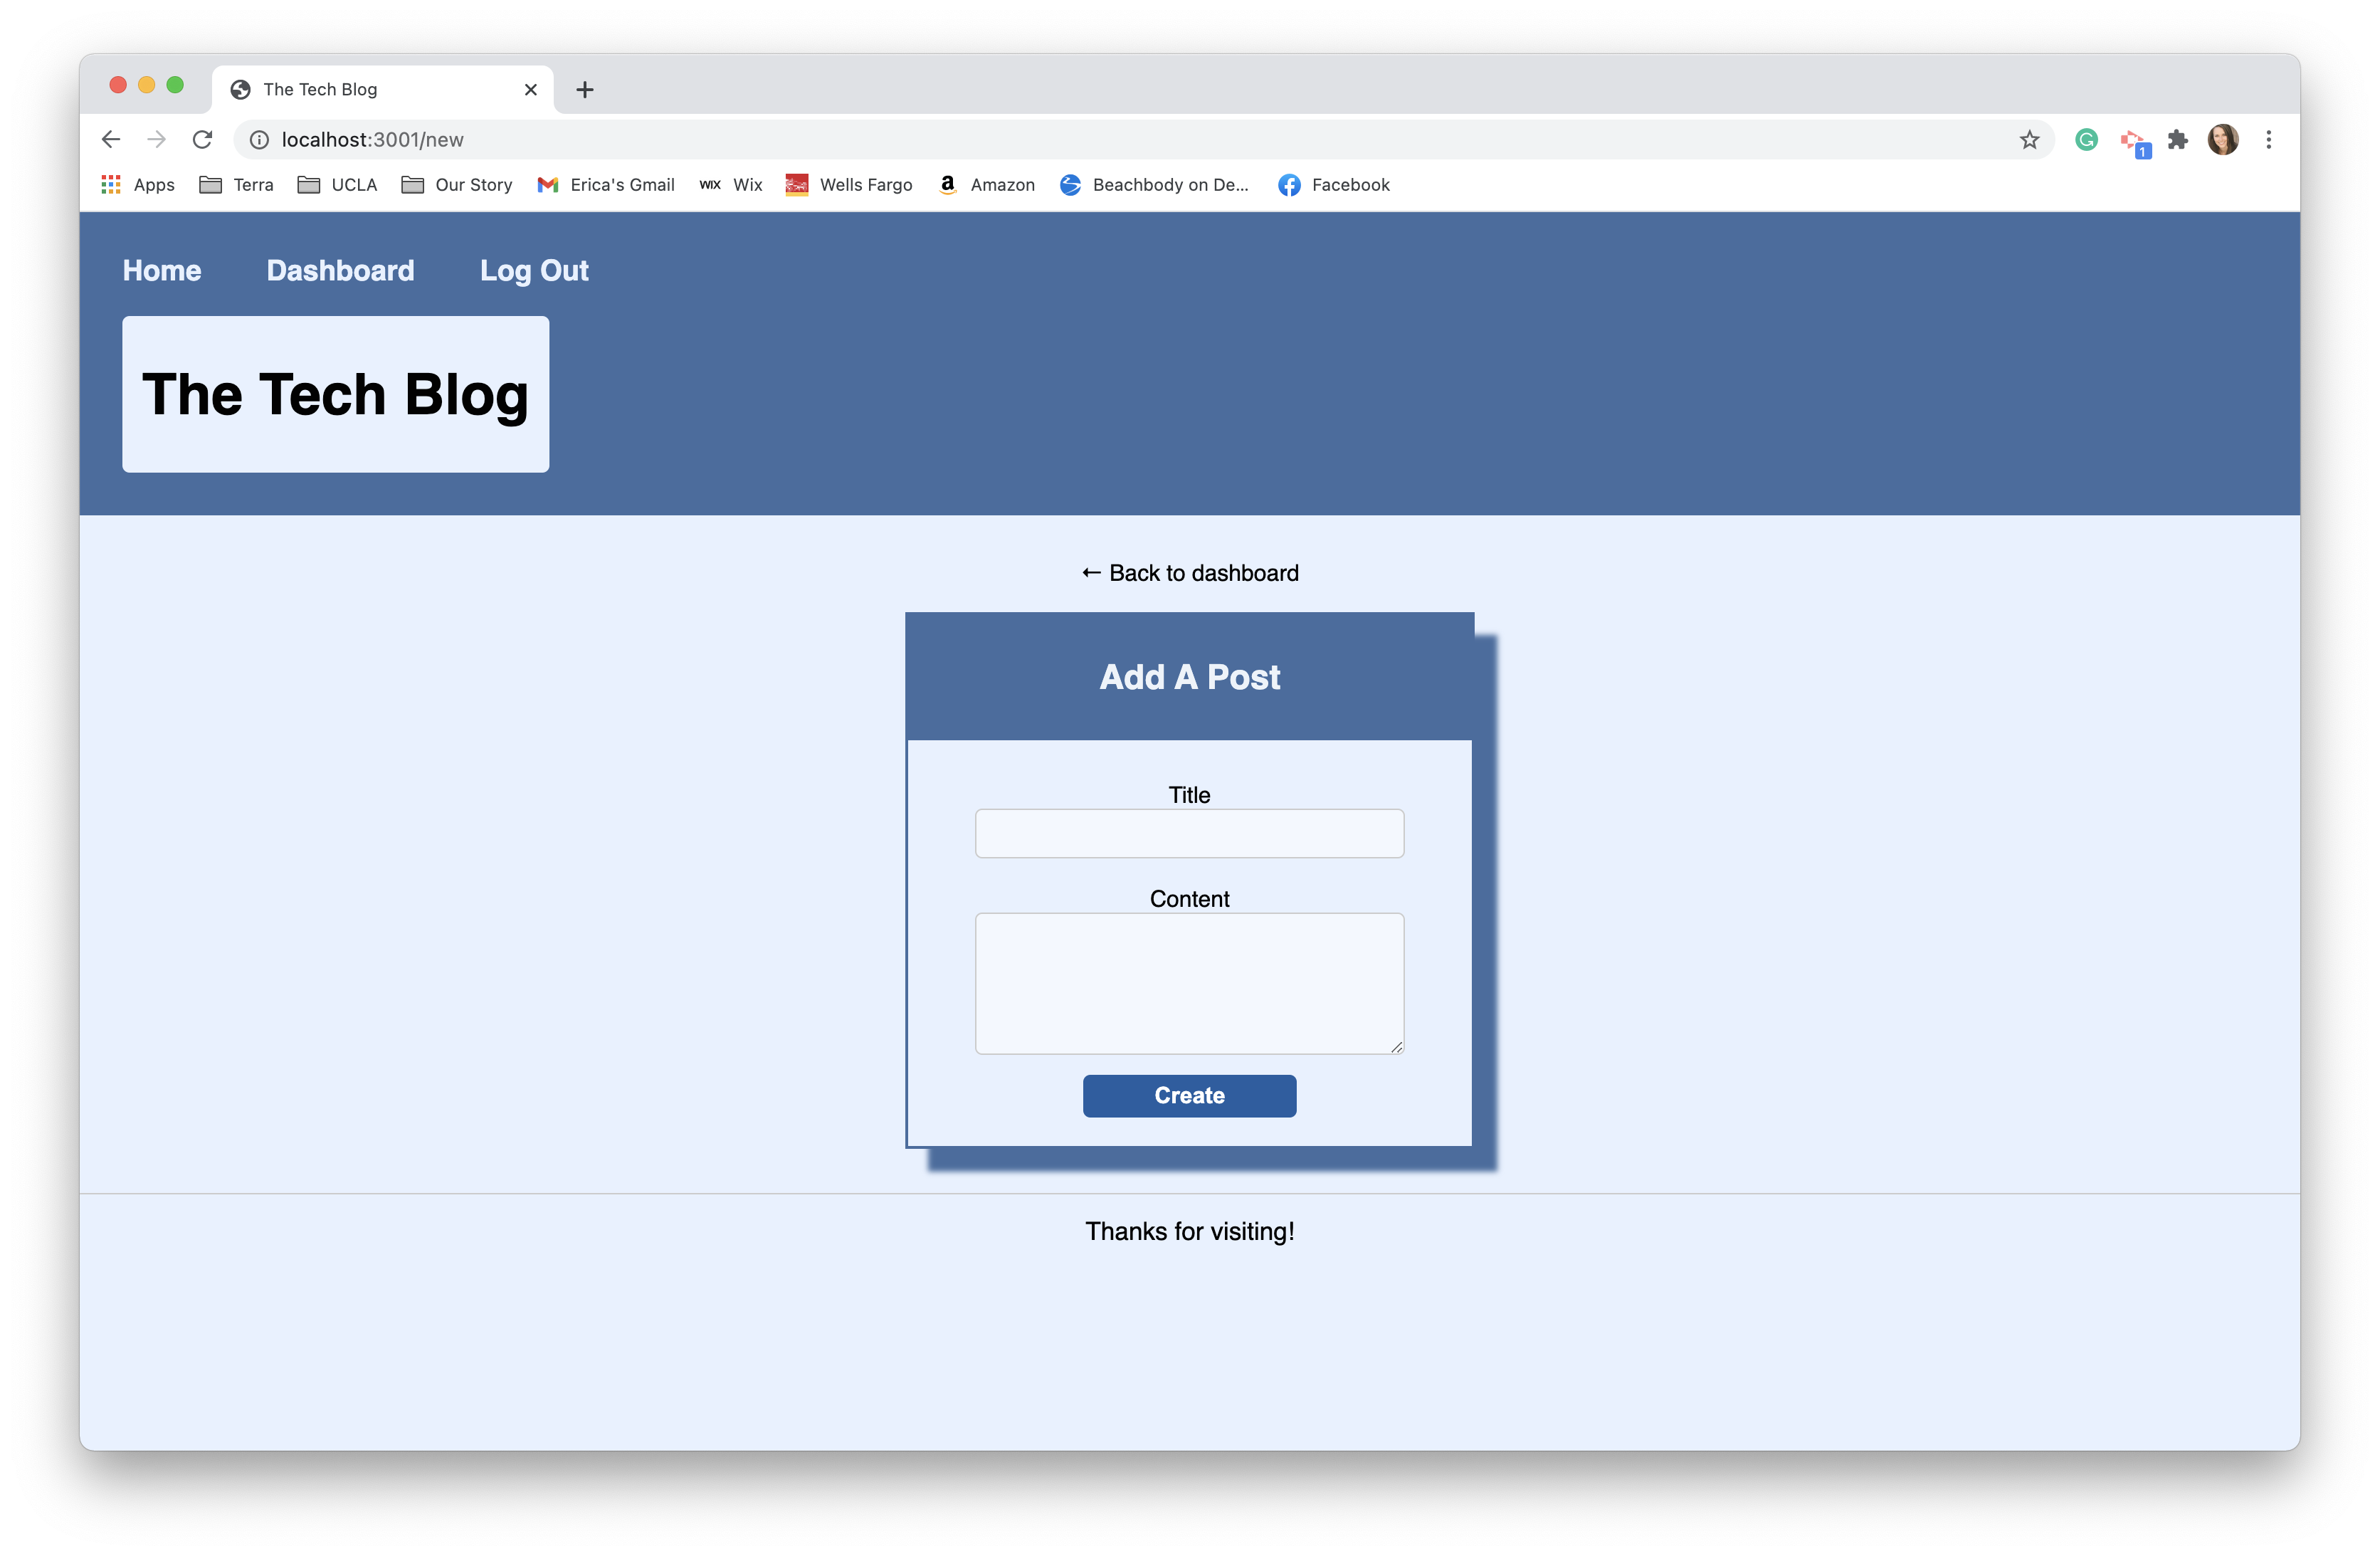 The Tech Blog
localhost:3001/new
1
Apps Terra UCLA Our Story Erica's Gmail WIX Wix Wells Fargo a Amazon Beachbody on De... Facebook
Home Dashboard Log Out
The Tech Blog
← Back to dashboard
Add A Post
Title
Content
Create
Thanks for visiting!